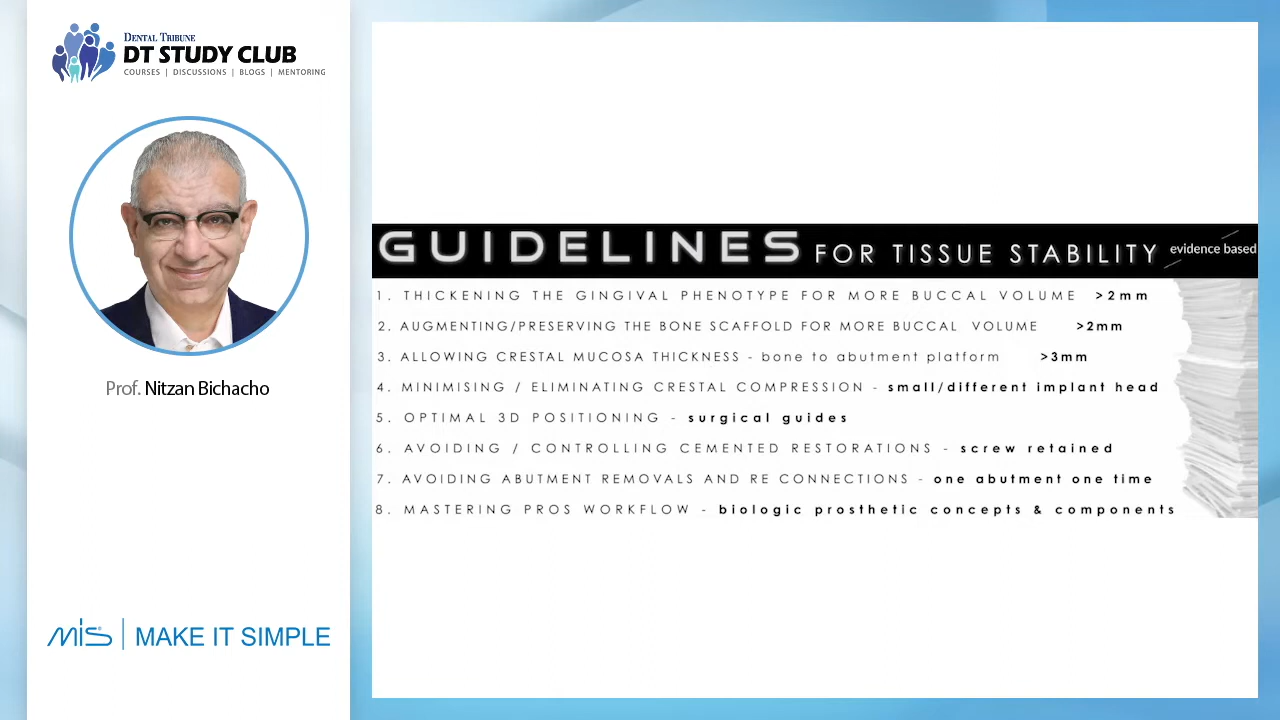 DENTAL TRIBUNE
DT STUDY CLUB
COURSES | DISCUSSIONS | BLOGS | MENTORING
Prof. Nitzan Bichacho
MIS® | MAKE IT SIMPLE
GUIDELINES FOR TISSUE STABILITY evidence based
1. THICKENING THE GINGIVAL PHENOTYPE FOR MORE BUCCAL VOLUME >2mm
2. AUGMENTING/PRESERVING THE BONE SCAFFOLD FOR MORE BUCCAL VOLUME >2mm
3. ALLOWING CRESTAL MUCOSA THICKNESS - bone to abutment platform >3mm
4. MINIMISING / ELIMINATING CRESTAL COMPRESSION - small/different implant head
5. OPTIMAL 3D POSITIONING - surgical guides
6. AVOIDING / CONTROLLING CEMENTED RESTORATIONS - screw retained
7. AVOIDING ABUTMENT REMOVALS AND RE CONNECTIONS - one abutment one time
8. MASTERING PROS WORKFLOW - biologic prosthetic concepts & components